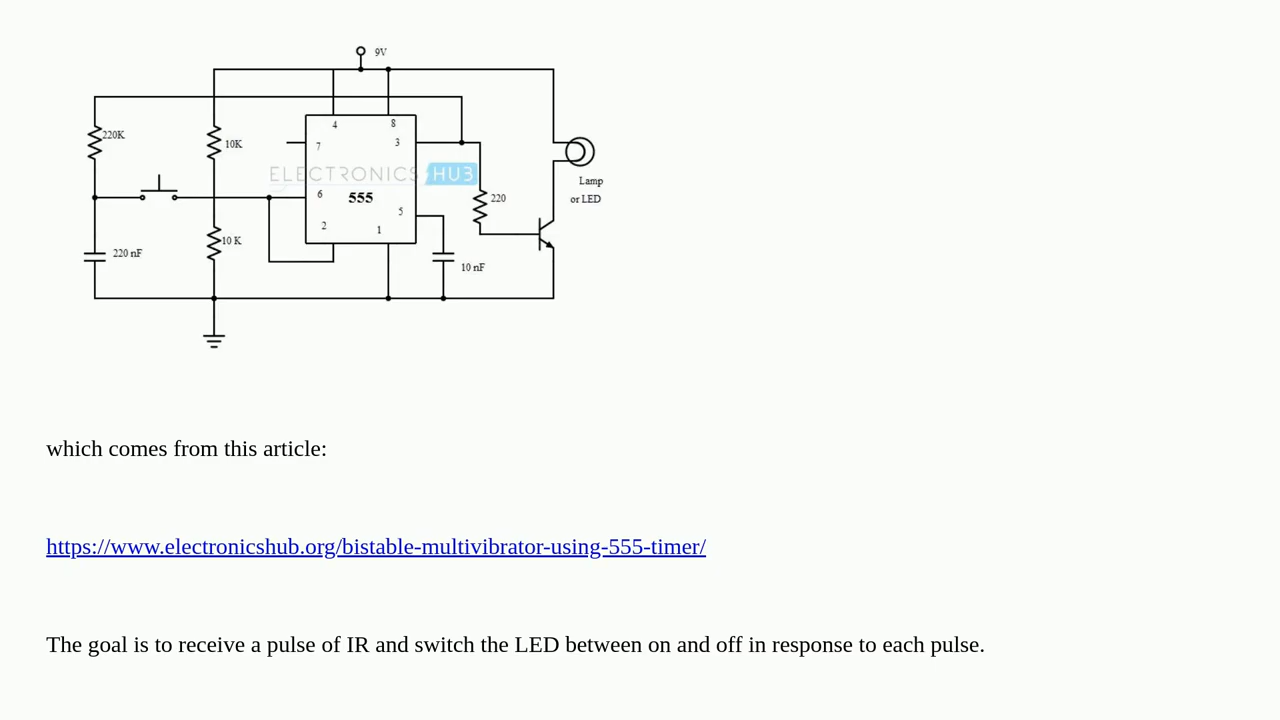 9V
220K
10K
4
8
7
3
ELECTRONICS HUB
6
555
220
Lamp
or LED
5
2
1
10 K
220 nF
10 nF
which comes from this article:
https://www.electronicshub.org/bistable-multivibrator-using-555-timer/
The goal is to receive a pulse of IR and switch the LED between on and off in response to each pulse.